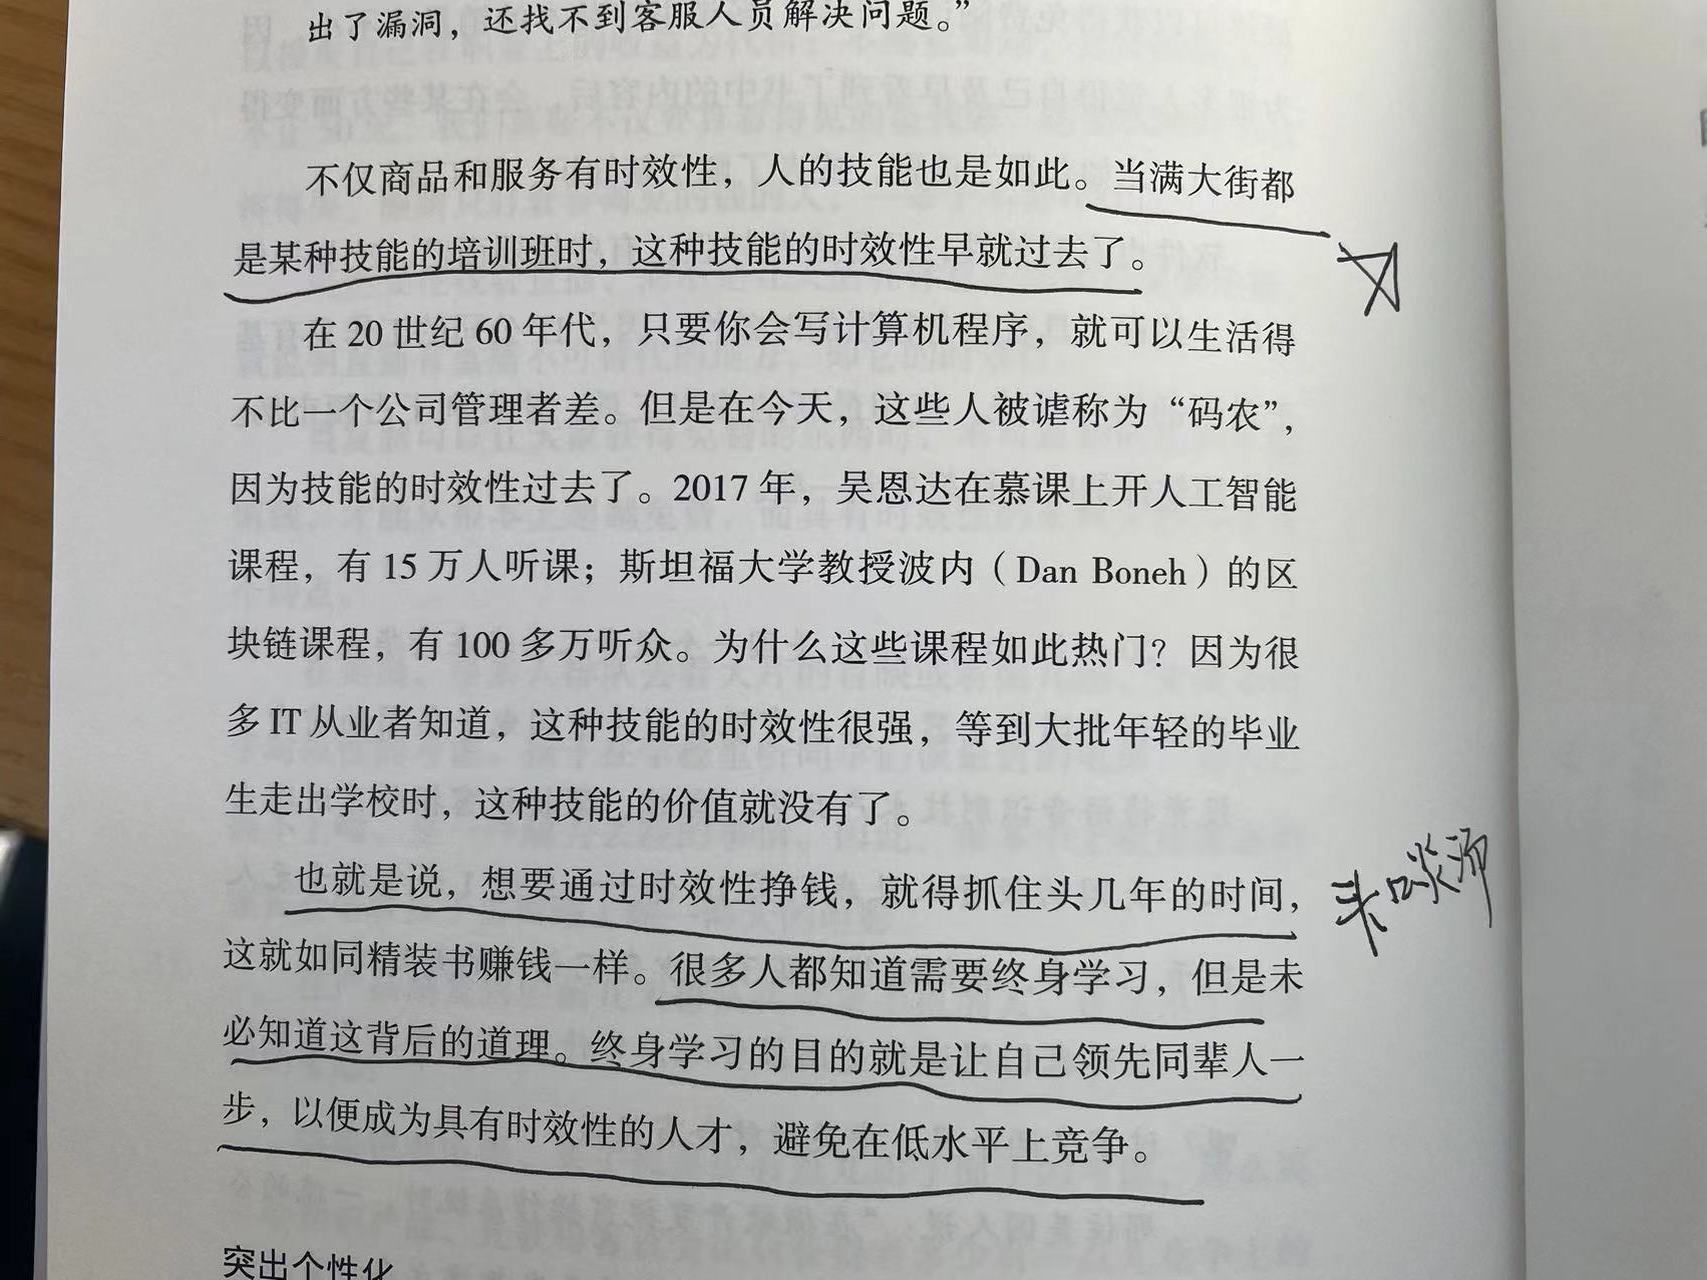 出了漏洞，还找不到客服人员解决问题。”
不仅商品和服务有时效性，人的技能也是如此。当满大街都
是某种技能的培训班时，这种技能的时效性早就过去了。
在 20 世纪 60 年代，只要你会写计算机程序，就可以生活得
不比一个公司管理者差。但是在今天，这些人被谑称为“码农”，
因为技能的时效性过去了。2017 年，吴恩达在慕课上开人工智能
课程，有 15 万人听课；斯坦福大学教授波内（Dan Boneh）的区
块链课程，有 100 多万听众。为什么这些课程如此热门？因为很
多 IT 从业者知道，这种技能的时效性很强，等到大批年轻的毕业
生走出学校时，这种技能的价值就没有了。
也就是说，想要通过时效性挣钱，就得抓住头几年的时间，
这就如同精装书赚钱一样。很多人都知道需要终身学习，但是未
必知道这背后的道理。终身学习的目的就是让自己领先同辈人一
步，以便成为具有时效性的人才，避免在低水平上竞争。
突出个性化